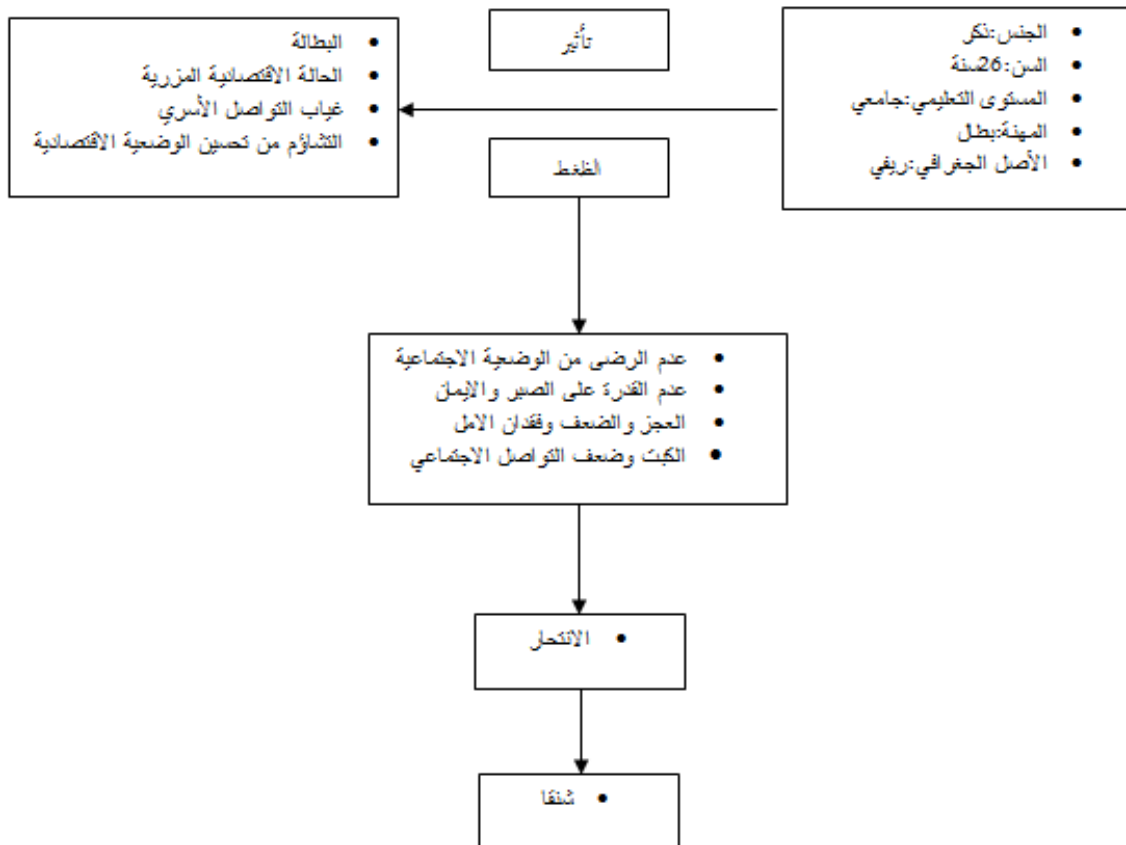 الجنس:ذكر
السن:26سنة
المستوى التعليمي:جامعي
المهنة:بطال
الأصل الجغرافي:ريفي
تأثير
الظغط
البطالة
الحالة الاقتصادية المزرية
غياب التواصل الأسري
التشاؤم من تحسين الوضعية الاقتصادية
عدم الرضى من الوضعية الاجتماعية
عدم القدرة على الصبر والايمان
العجز والضعف وفقدان الامل
الكبت وضعف التواصل الاجتماعي
الانتحار
شنقا